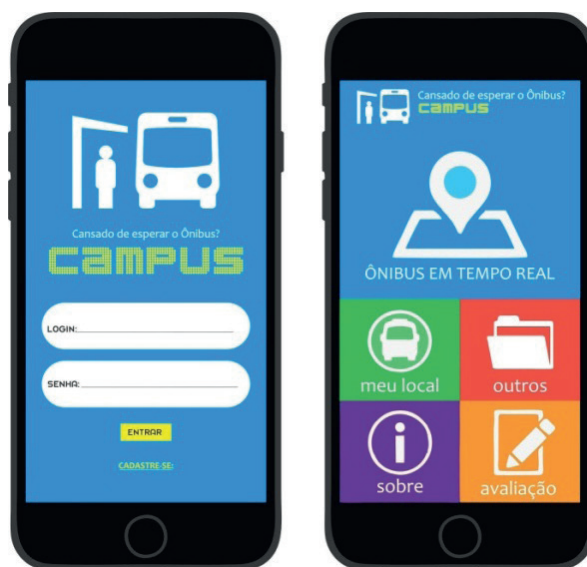 Cansado de esperar o Ônibus?
CAMPUS
LOGIN:
SENHA:
ENTRAR
CADASTRE-SE:
Cansado de esperar o Ônibus?
CAMPUS
ÔNIBUS EM TEMPO REAL
meu local
outros
sobre
avaliação